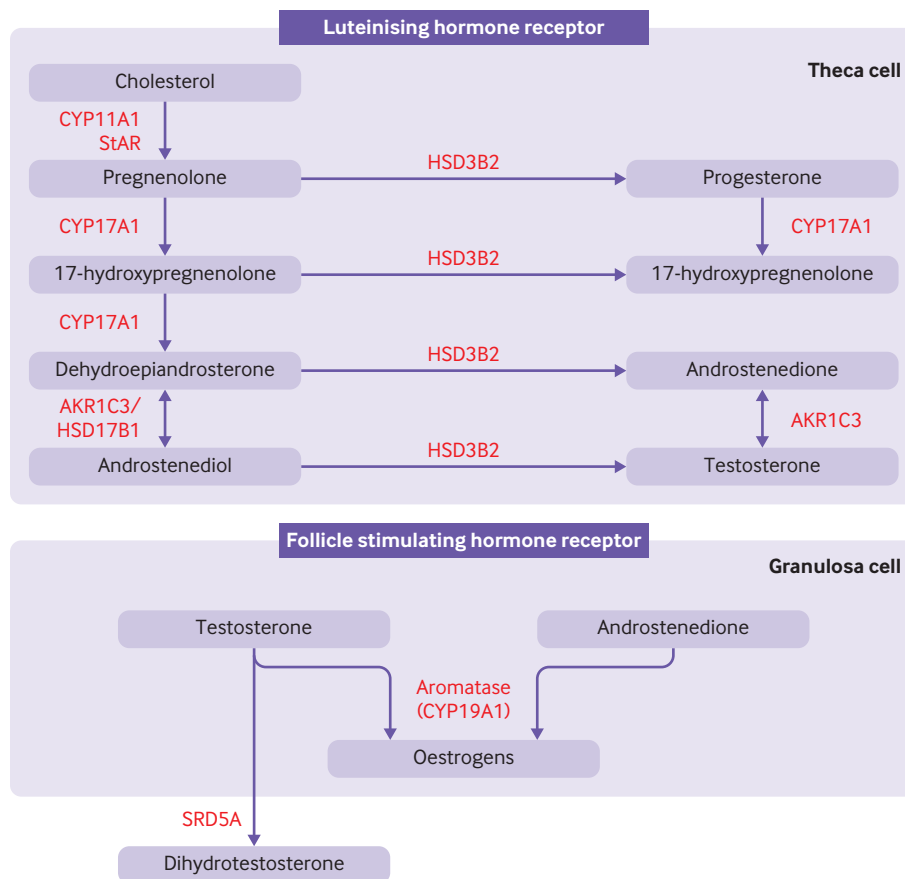 Luteinising hormone receptor
Theca cell
Cholesterol
CYP11A1
StAR
Pregnenolone
HSD3B2
Progesterone
CYP17A1
CYP17A1
17-hydroxypregnenolone
HSD3B2
17-hydroxypregnenolone
CYP17A1
Dehydroepiandrosterone
HSD3B2
Androstenedione
AKR1C3/
HSD17B1
AKR1C3
Androstenediol
HSD3B2
Testosterone
Follicle stimulating hormone receptor
Granulosa cell
Testosterone
Androstenedione
Aromatase
(CYP19A1)
Oestrogens
SRD5A
Dihydrotestosterone